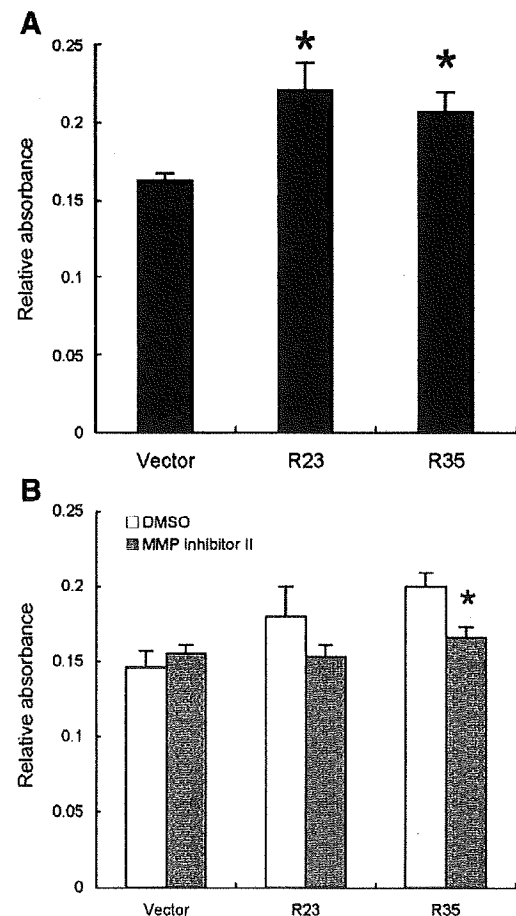 A
0.25
0.2
0.15
0.1
0.05
0
Relative absorbance
*
*
Vector R23 R35
B
0.25
0.2
0.15
0.1
0.05
0
Relative absorbance
DMSO
MMP inhibitor II
*
Vector R23 R35